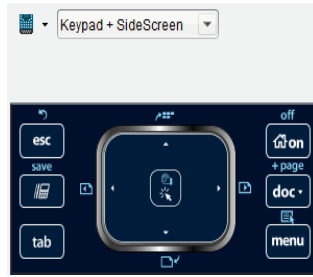 Keypad + SideScreen
off
esc
on
save
+ page
doc
tab
menu